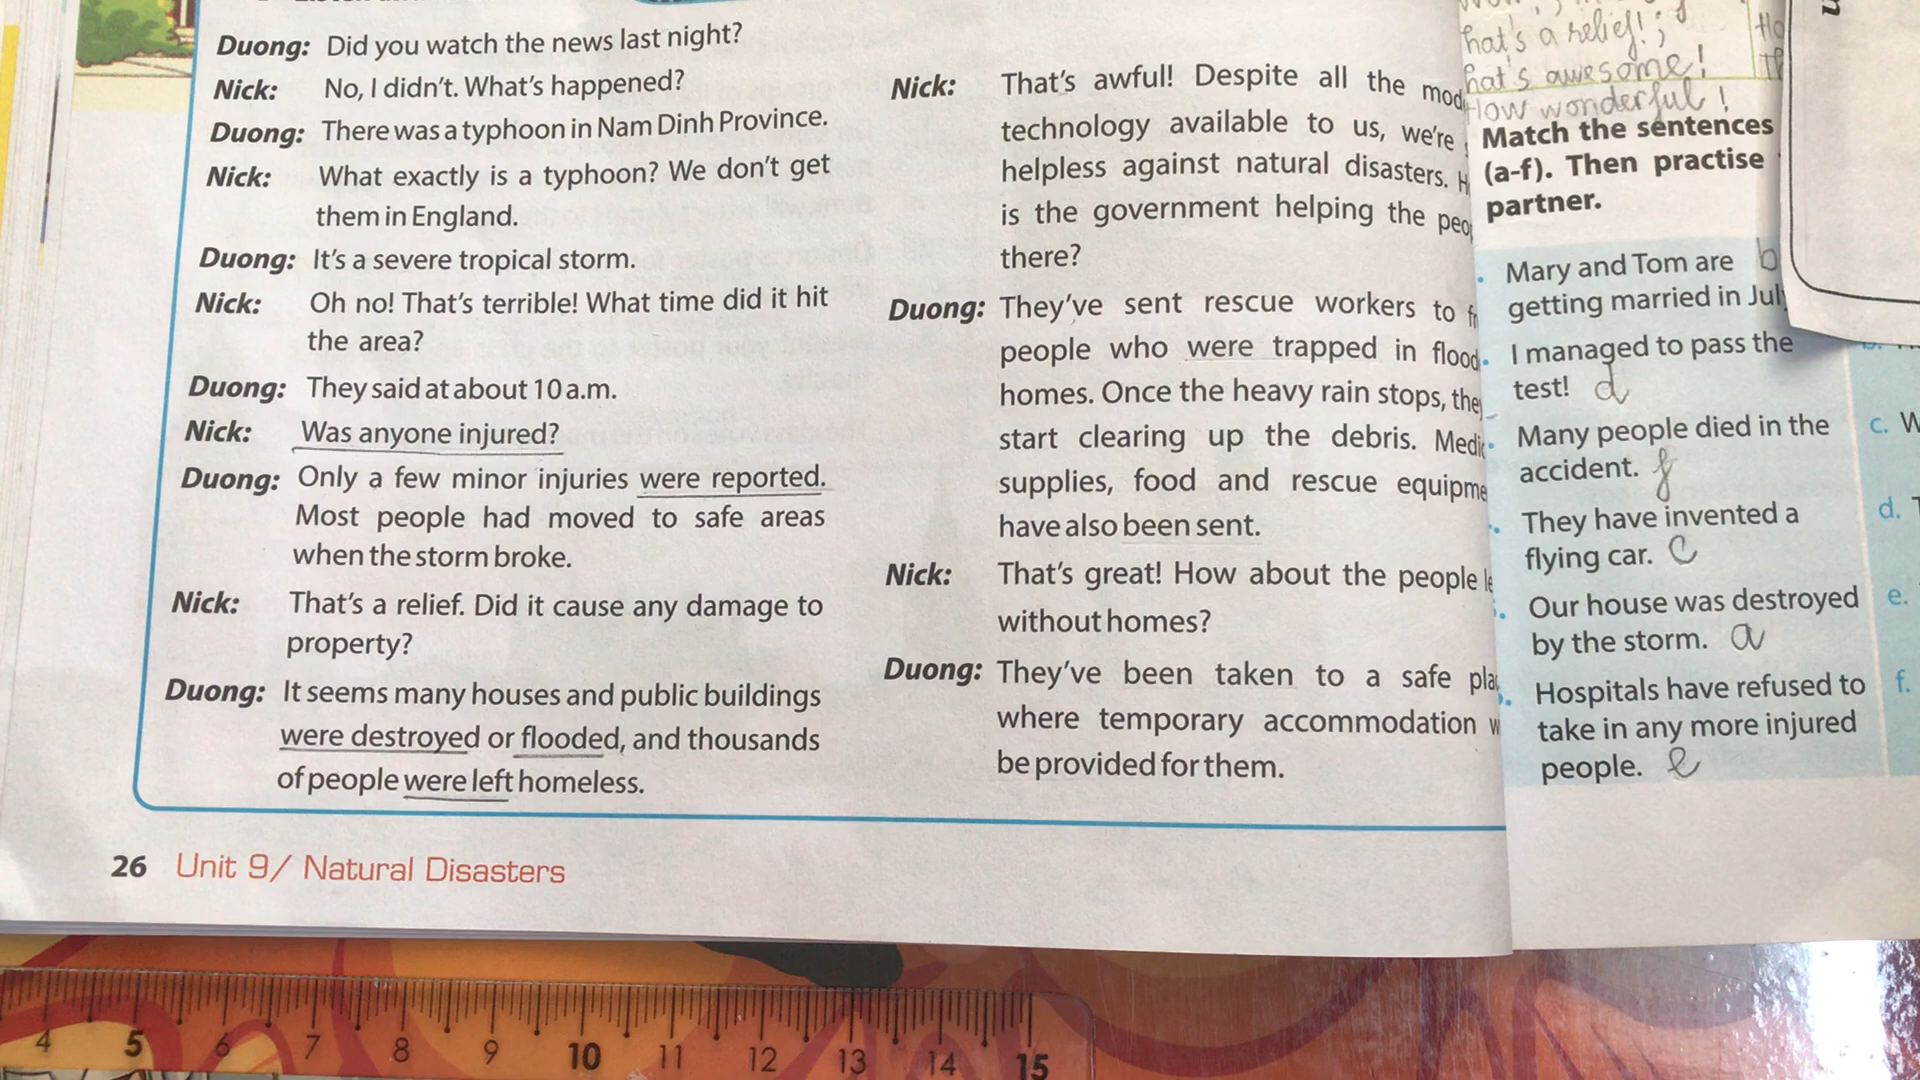 Duong: Did you watch the news last night?
Nick: No, I didn't. What's happened?
Duong: There was a typhoon in Nam Dinh Province.
Nick: What exactly is a typhoon? We don't get
them in England.
Duong: It's a severe tropical storm.
Nick: Oh no! That's terrible! What time did it hit
the area?
Duong: They said at about 10 a.m.
Nick: Was anyone injured?
Duong: Only a few minor injuries were reported.
Most people had moved to safe areas
when the storm broke.
Nick: That's a relief. Did it cause any damage to
property?
Duong: It seems many houses and public buildings
were destroyed or flooded, and thousands
of people were left homeless.
Nick: That's awful! Despite all the
technology available to us, we're
helpless against natural disasters.
is the government helping the
there?
Duong: They've sent rescue workers to
people who were trapped in
homes. Once the heavy rain stops,
start clearing up the debris.
supplies, food and rescue
have also been sent.
Nick: That's great! How about the people
without homes?
Duong: They've been taken to a safe
where temporary accommodation
be provided for them.
26 Unit 9/ Natural Disasters
hat's a relief!;
hat's awesome!
How wonderful!
Match the sentences
(a-f). Then practise
partner.
Mary and Tom are b
getting married in
I managed to pass the
test! d
Many people died in the
accident. f
They have invented a
flying car. c
Our house was destroyed
by the storm. a
Hospitals have refused to
take in any more injured
people. e
c.
d.
e.
f.
4 5 6 7 8 9 10 11 12 13 14 15